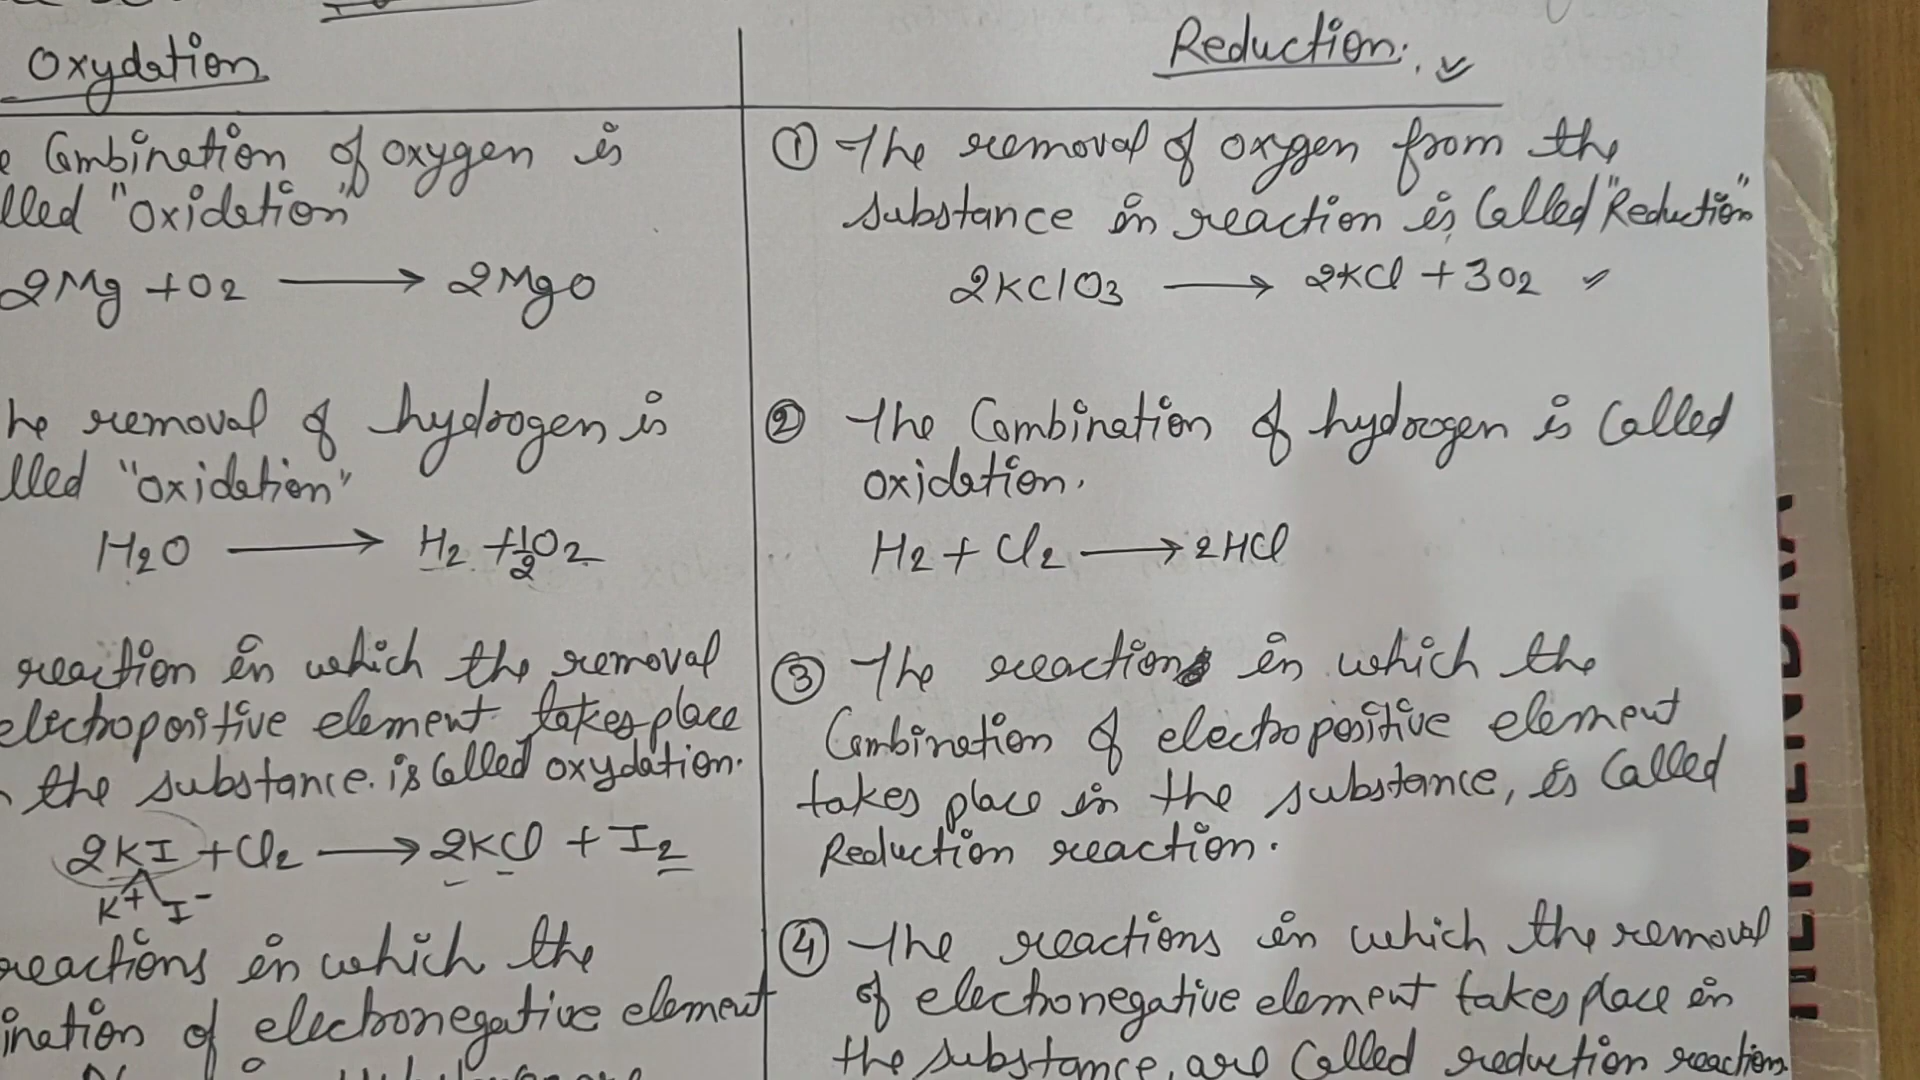 Oxydation
Reduction.
Combination of oxygen is
lled "Oxidation"
2Mg + O2 → 2MgO
he removal of hydrogen is
lled "oxidation"
H2O → H2 + 1/2 O2
reaction in which the removal
electropositive element takes place
the substance. is Called oxydation.
2KI + Cl2 → 2KCl + I2
K+ I-
reactions in which the
ination of electronegative element
① The removal of oxygen from the
substance in reaction is Called "Reduction"
2KClO3 → 2KCl + 3O2
② The Combination of hydrogen is Called
oxidation.
H2 + Cl2 → 2HCl
③ The reaction in which the
Combination of electropositive element
takes place in the substance, is Called
Reduction reaction.
④ The reactions in which the removal
of electronegative element takes place in
the substance, are Called reduction reaction.